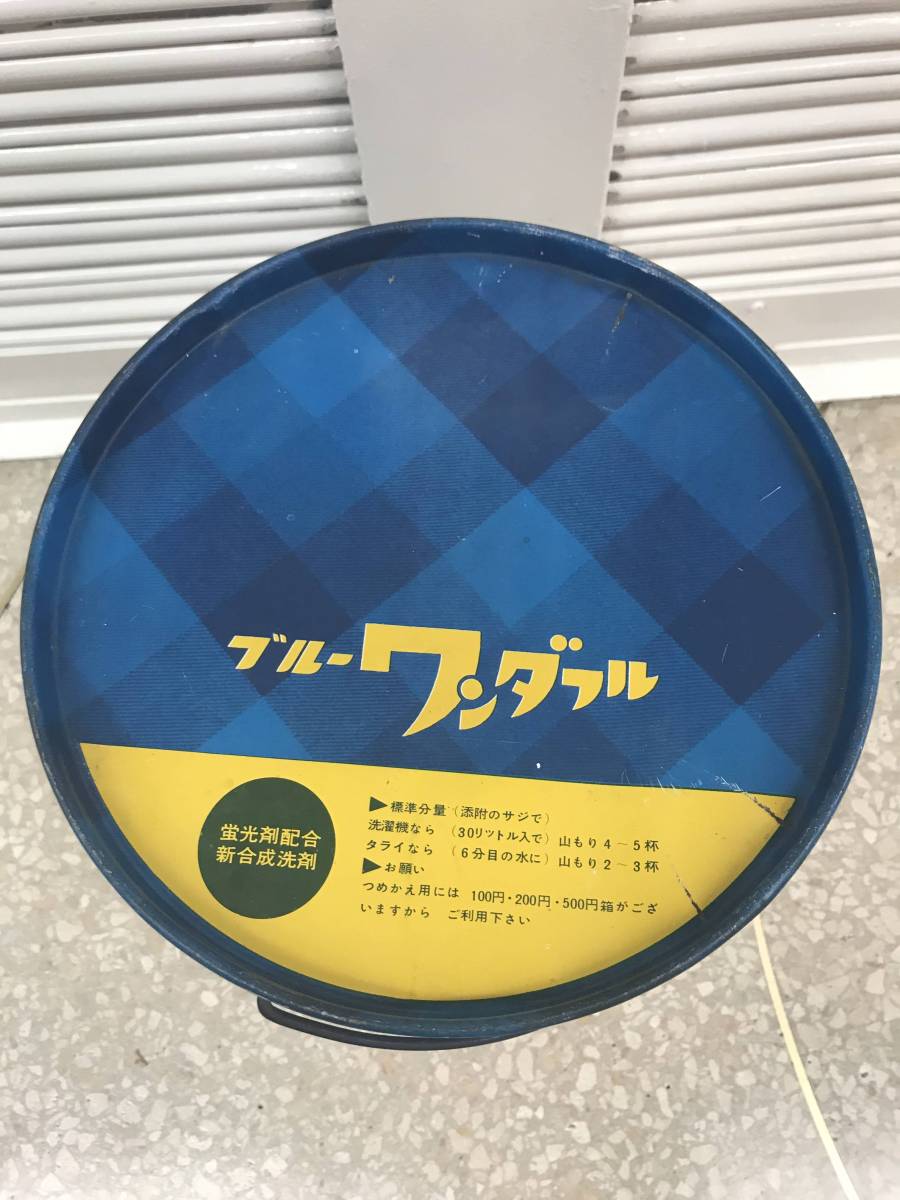 ブルーワンダフル
蛍光剤配合
新合成洗剤
▶標準分量（添附のサジで）
洗濯機なら（30リットル入で）山もり4～5杯
タライなら（6分目の水に）山もり2～3杯
▶お願い
つめかえ用には 100円・200円・500円箱がござ
いますから ご利用下さい